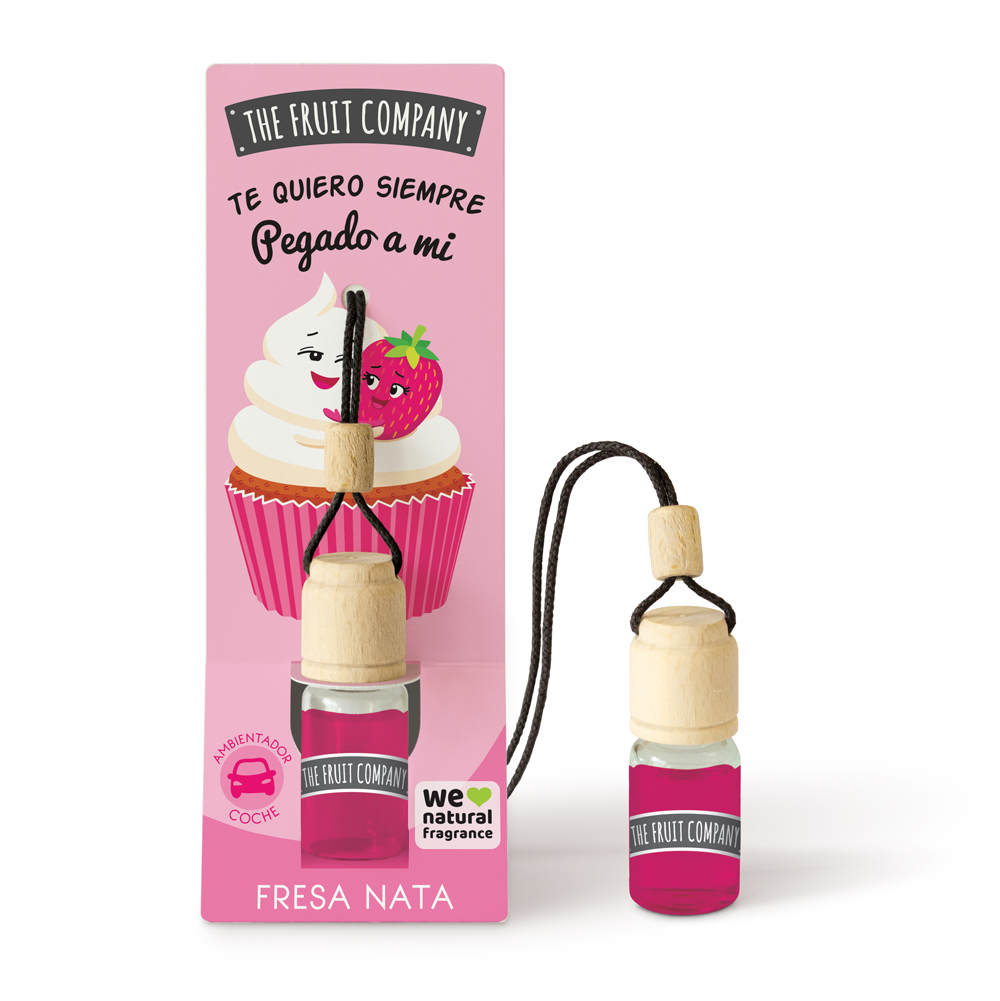 THE FRUIT COMPANY
TE QUIERO SIEMPRE
Pegado a mi
AMBIENTADOR
COCHE
THE FRUIT COMPANY
we
natural
fragrance
FRESA NATA
THE FRUIT COMPANY